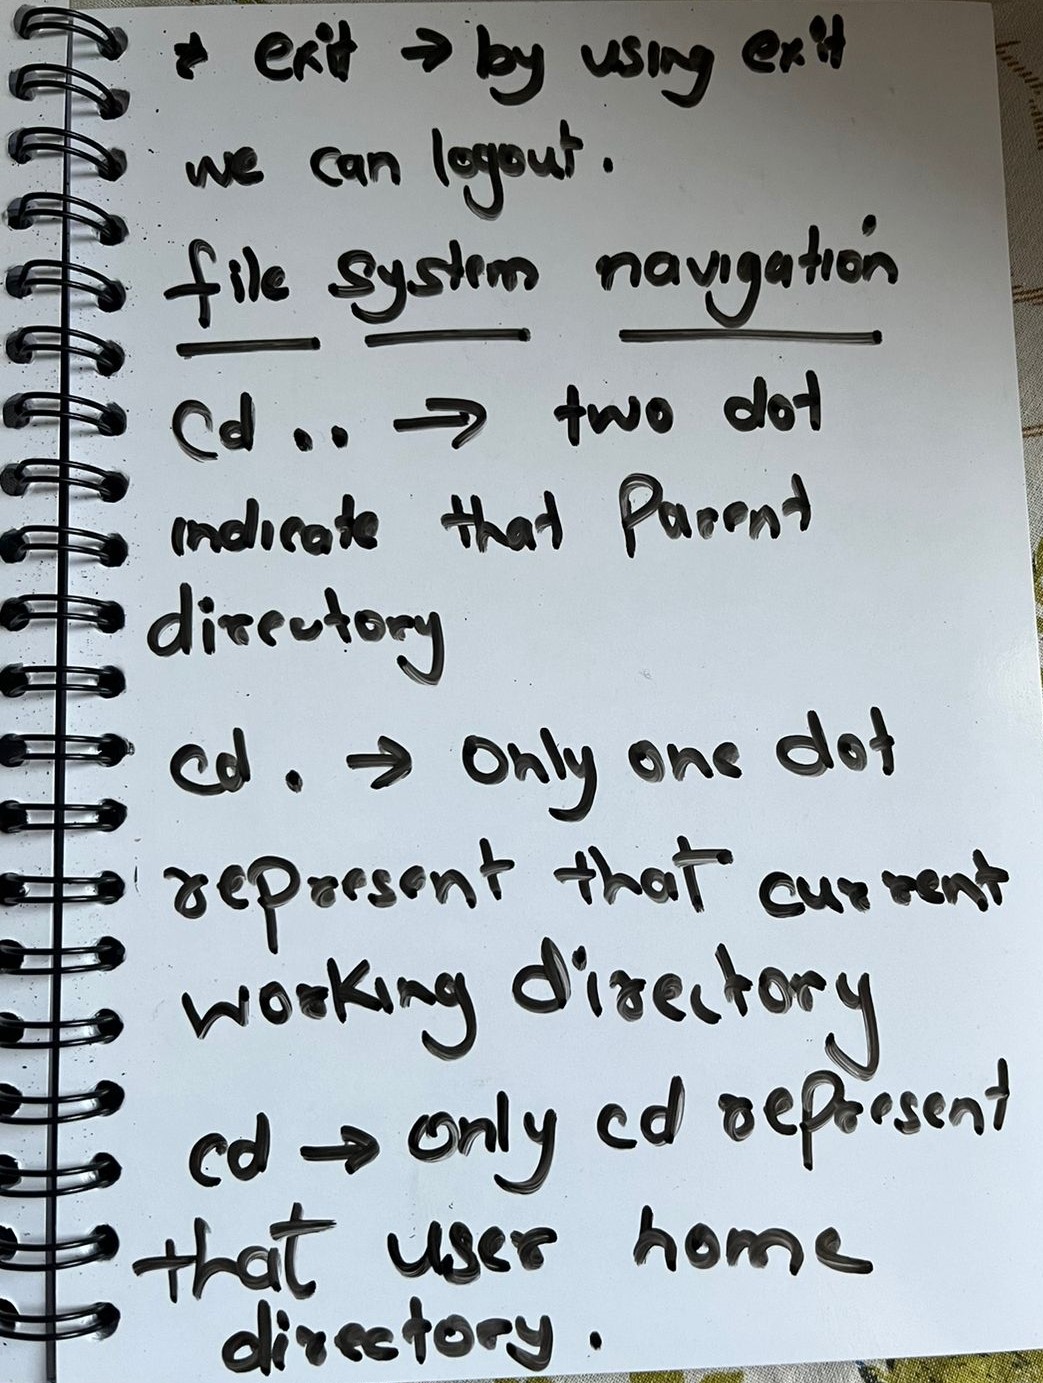 * exit → by using exit
we can logout.
file system navigation
Cd .. → two dot
indicate that Parent
directory
cd . → Only one dot
represent that current
working directory
cd → only cd represent
that user home
directory.